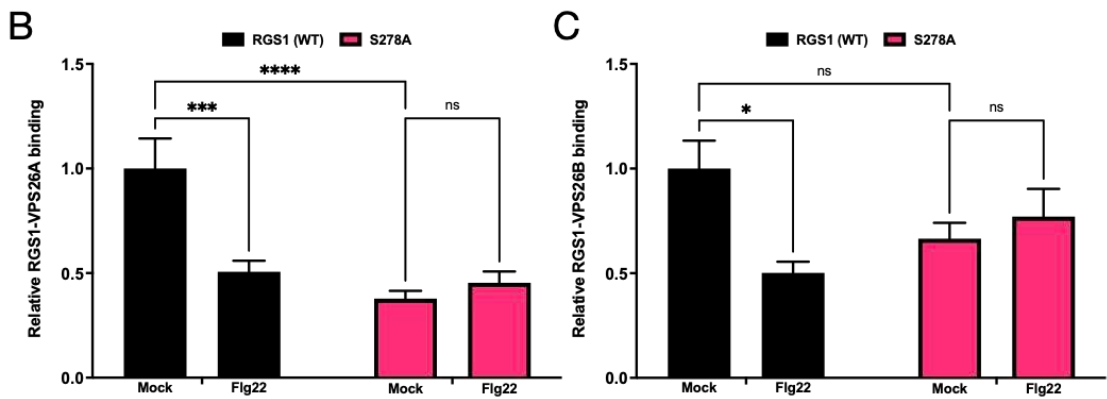 B
RGS1 (WT) S278A
Relative RGS1-VPS26A binding
1.5
1.0
0.5
0.0
****
***
ns
Mock Flg22 Mock Flg22
C
RGS1 (WT) S278A
Relative RGS1-VPS26B binding
1.5
1.0
0.5
0.0
ns
*
ns
Mock Flg22 Mock Flg22